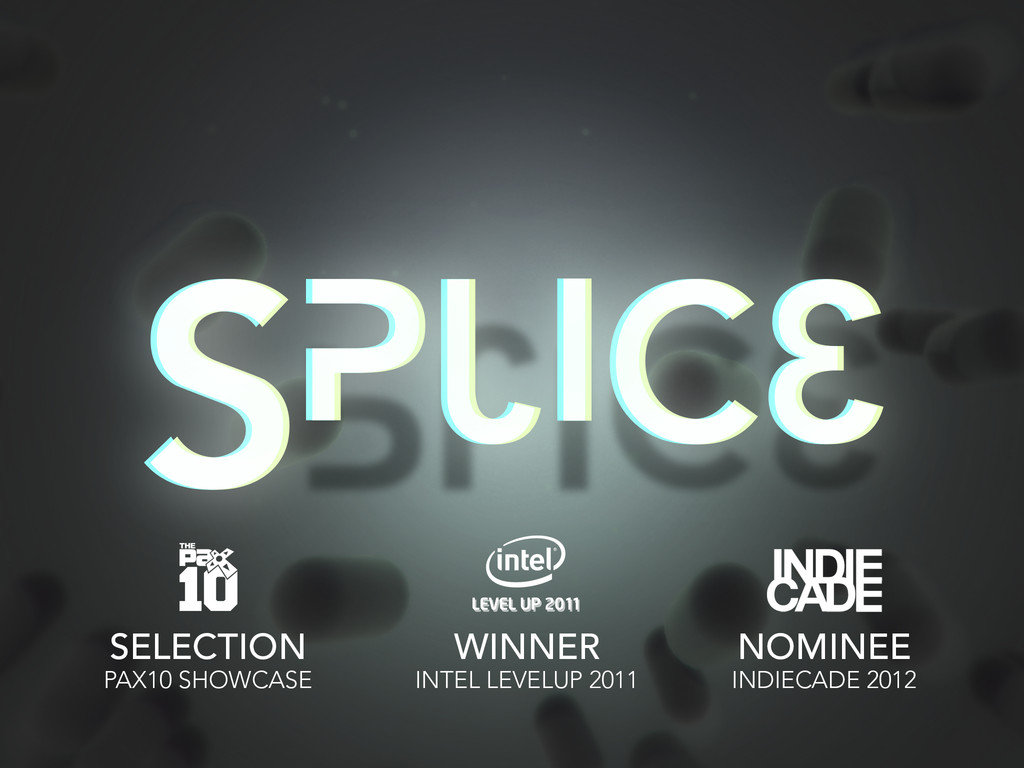 SPLICE
THE
Pax
10
SELECTION
PAX10 SHOWCASE
intel
LEVEL UP 2011
WINNER
INTEL LEVELUP 2011
INDIE
CADE
NOMINEE
INDIECADE 2012